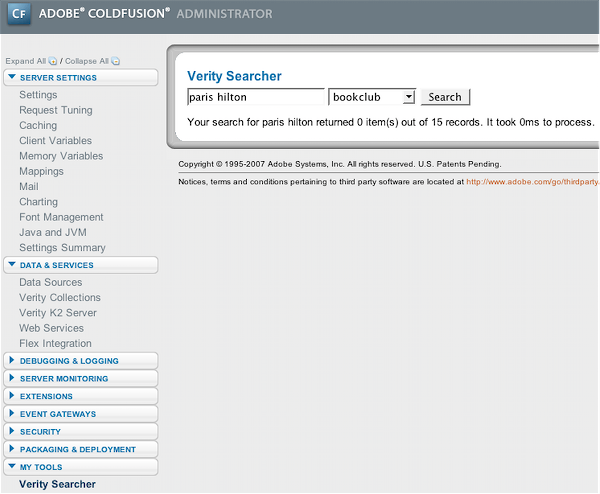 CF ADOBE® COLDFUSION® ADMINISTRATOR
Expand All / Collapse All
SERVER SETTINGS
Settings
Request Tuning
Caching
Client Variables
Memory Variables
Mappings
Mail
Charting
Font Management
Java and JVM
Settings Summary
DATA & SERVICES
Data Sources
Verity Collections
Verity K2 Server
Web Services
Flex Integration
DEBUGGING & LOGGING
SERVER MONITORING
EXTENSIONS
EVENT GATEWAYS
SECURITY
PACKAGING & DEPLOYMENT
MY TOOLS
Verity Searcher
Verity Searcher
paris hilton bookclub Search
Your search for paris hilton returned 0 item(s) out of 15 records. It took 0ms to process.
Copyright © 1995-2007 Adobe Systems, Inc. All rights reserved. U.S. Patents Pending.
Notices, terms and conditions pertaining to third party software are located at http://www.adobe.com/go/thirdparty